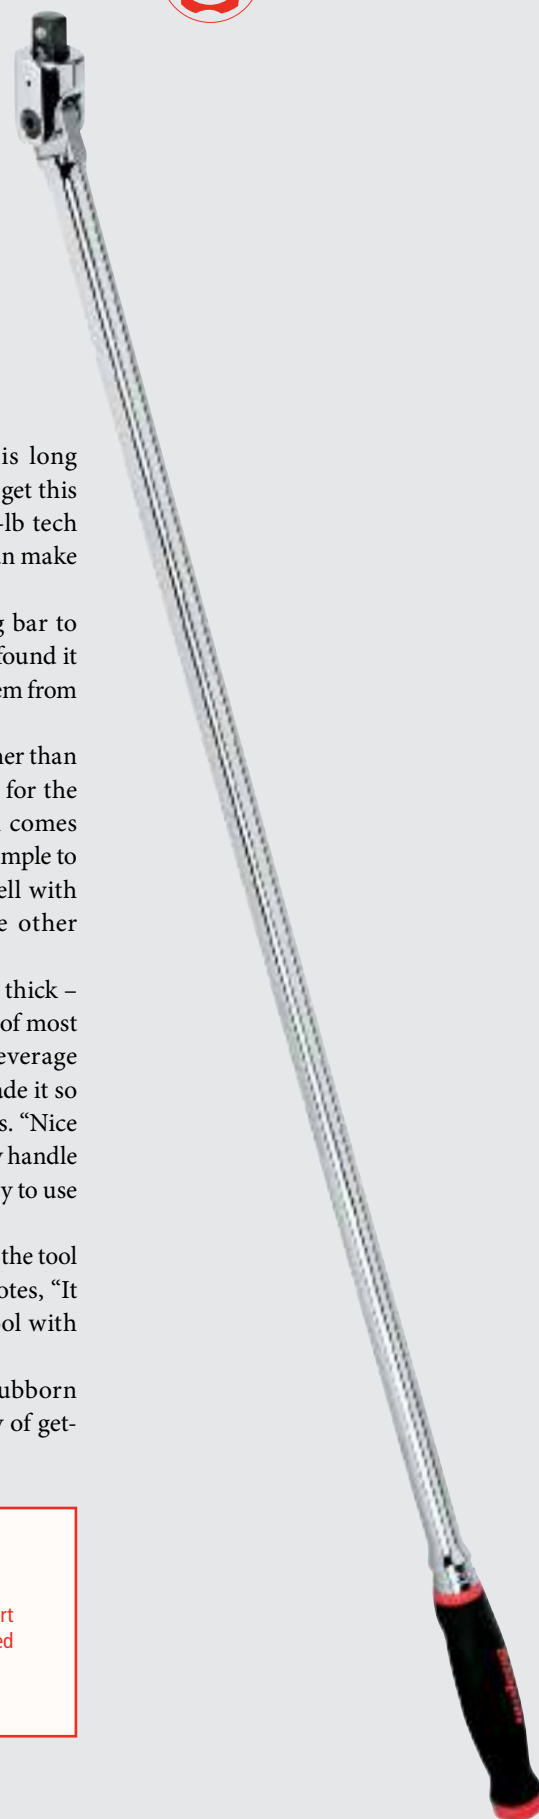 is long
get this
-lb tech
n make
g bar to
found it
em from
her than
for the
comes
mple to
ell with
e other
thick –
of most
everage
de it so
s. “Nice
handle
y to use
the tool
otes, “It
ol with
ubborn
of get-
rt
ed